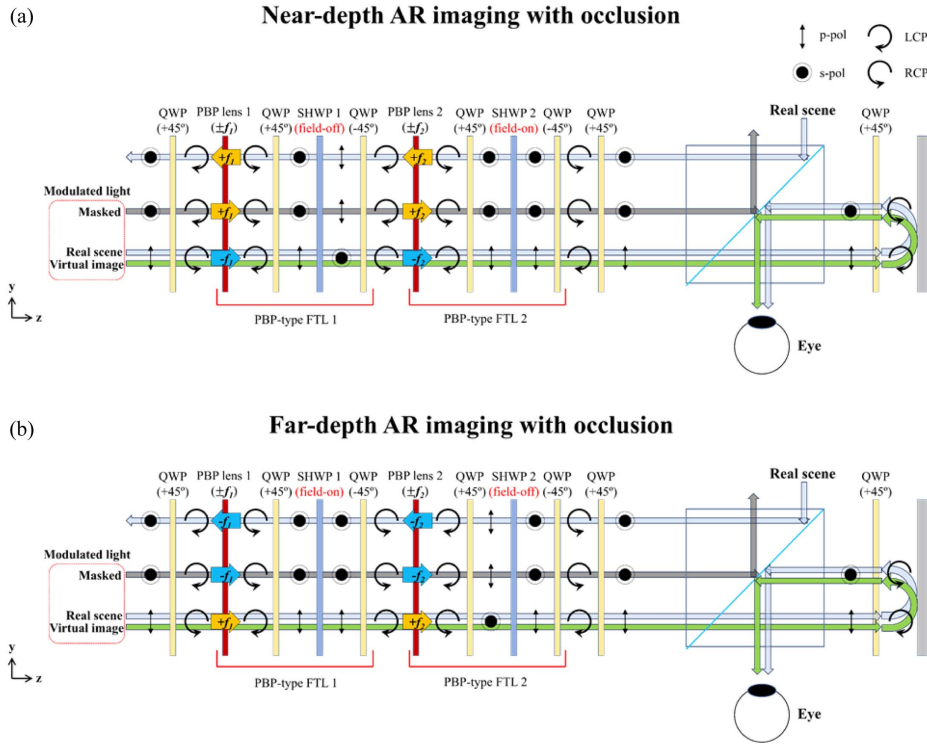 (a)
Near-depth AR imaging with occlusion
p-pol
LCP
s-pol
RCP
QWP PBP lens 1 QWP SHWP 1 QWP PBP lens 2 QWP SHWP 2 QWP QWP Real scene QWP
(+45º) (±f₁) (+45º) (field-off) (-45º) (±f₂) (+45º) (field-on) (-45º) (+45º) (+45º)
+f₁ +f₂
Modulated light
Masked +f₁ +f₂
Real scene
Virtual image -f₁ -f₂
y
z
PBP-type FTL 1 PBP-type FTL 2
Eye
(b)
Far-depth AR imaging with occlusion
QWP PBP lens 1 QWP SHWP 1 QWP PBP lens 2 QWP SHWP 2 QWP QWP Real scene QWP
(+45º) (±f₁) (+45º) (field-on) (-45º) (±f₂) (+45º) (field-off) (-45º) (+45º) (+45º)
-f₁ -f₂
Modulated light
Masked -f₁ -f₂
Real scene
Virtual image +f₁ +f₂
y
z
PBP-type FTL 1 PBP-type FTL 2
Eye